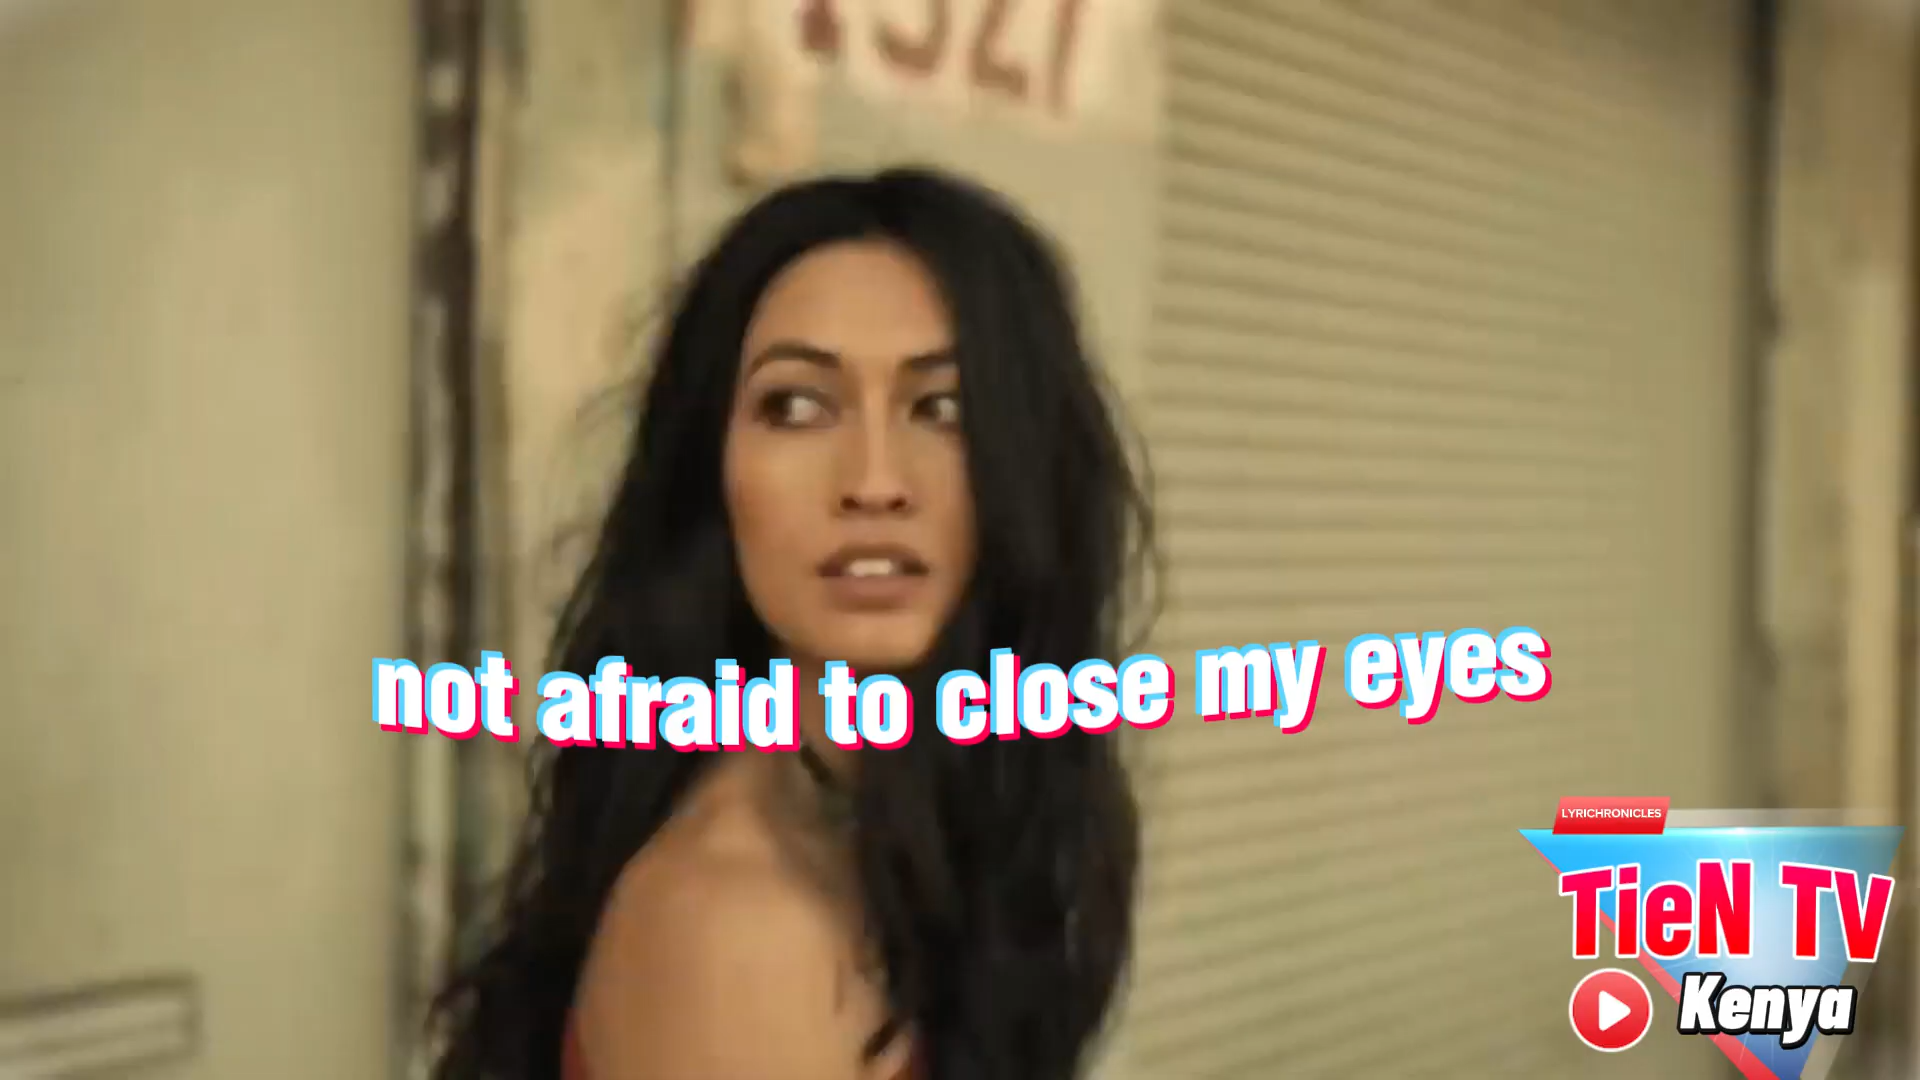 not afraid to close my eyes
LYRICHRONICLES
TieN TV
Kenya